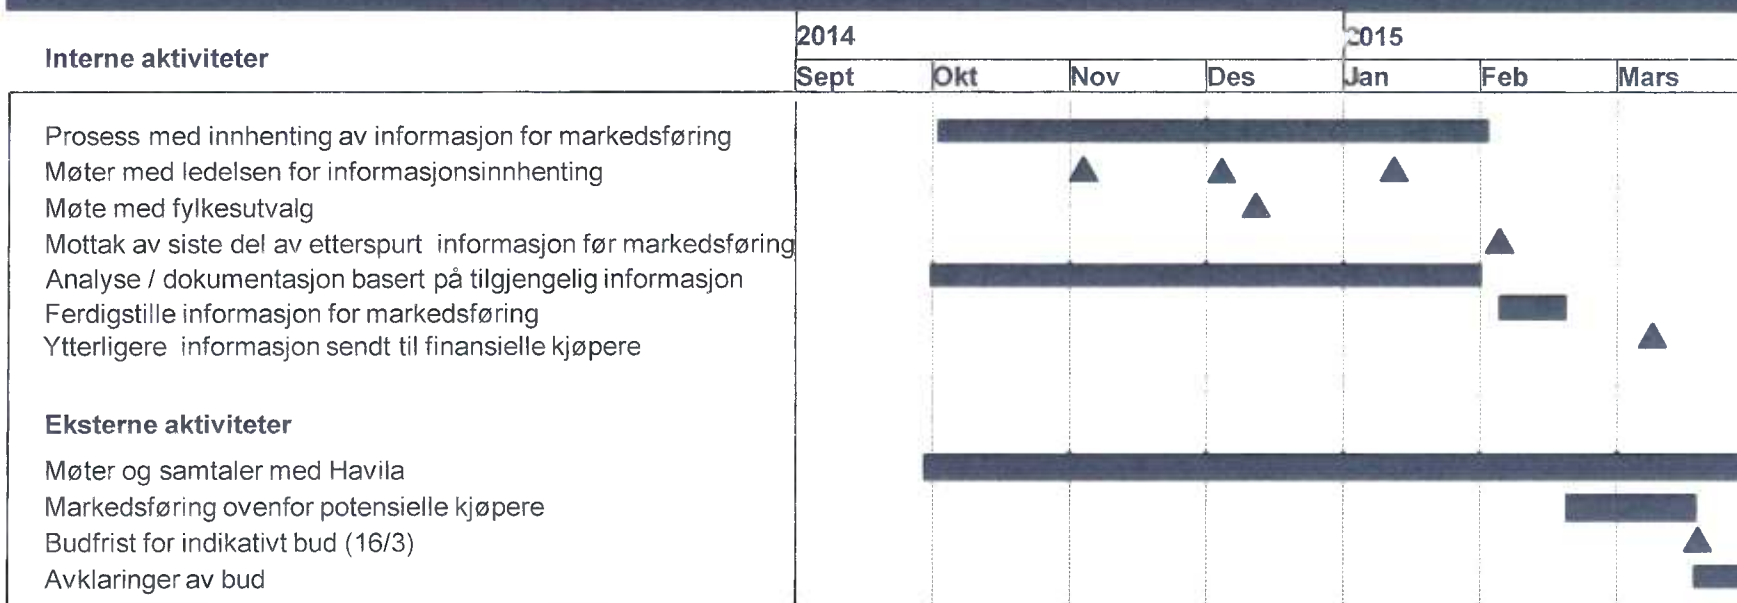 2014 2015
Interne aktiviteter
Sept Okt Nov Des Jan Feb Mars
Prosess med innhenting av informasjon for markedsføring
Møter med ledelsen for informasjonsinnhenting
Møte med fylkesutvalg
Mottak av siste del av etterspurt informasjon før markedsføring
Analyse / dokumentasjon basert på tilgjengelig informasjon
Ferdigstille informasjon for markedsføring
Ytterligere informasjon sendt til finansielle kjøpere
Eksterne aktiviteter
Møter og samtaler med Havila
Markedsføring ovenfor potensielle kjøpere
Budfrist for indikativt bud (16/3)
Avklaringer av bud